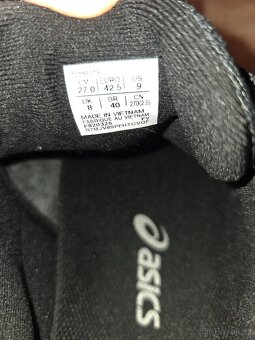 CM EURO US
27.0 42.5 9
UK BR CN
8 40 270(2.5)
MADE IN VIETNAM
FABRIQUE AU VIETNAM
asics